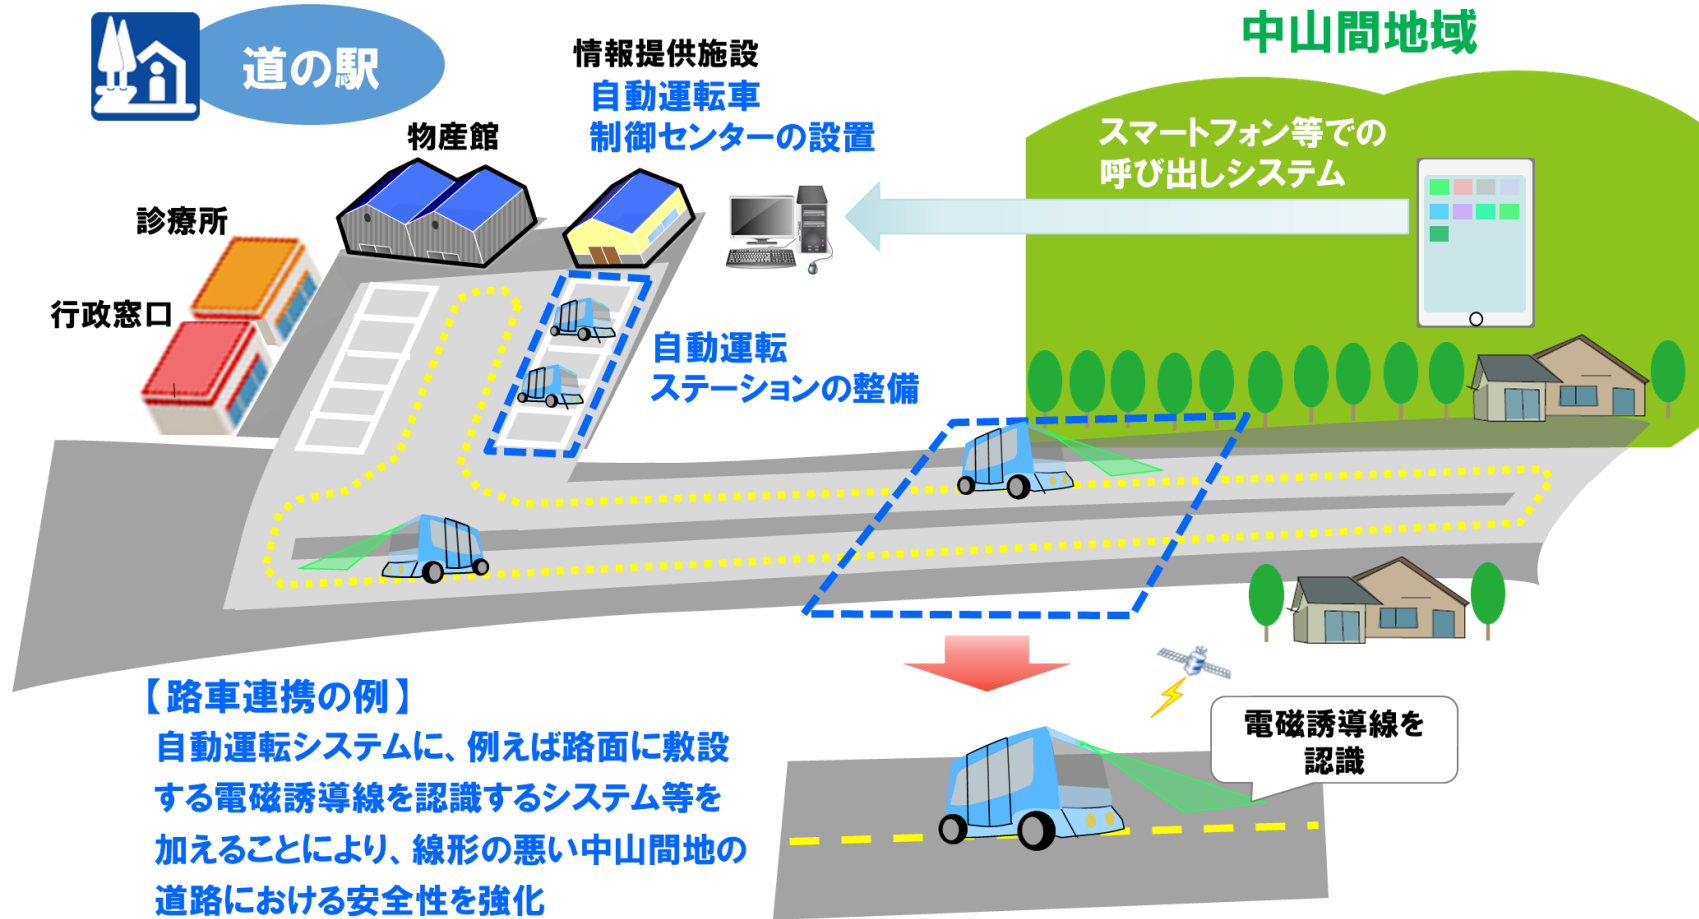 道の駅
情報提供施設
自動運転車
制御センターの設置
中山間地域
スマートフォン等での
呼び出しシステム
物産館
診療所
行政窓口
自動運転
ステーションの整備
【路車連携の例】
自動運転システムに、例えば路面に敷設
する電磁誘導線を認識するシステム等を
加えることにより、線形の悪い中山間地の
道路における安全性を強化
電磁誘導線を
認識